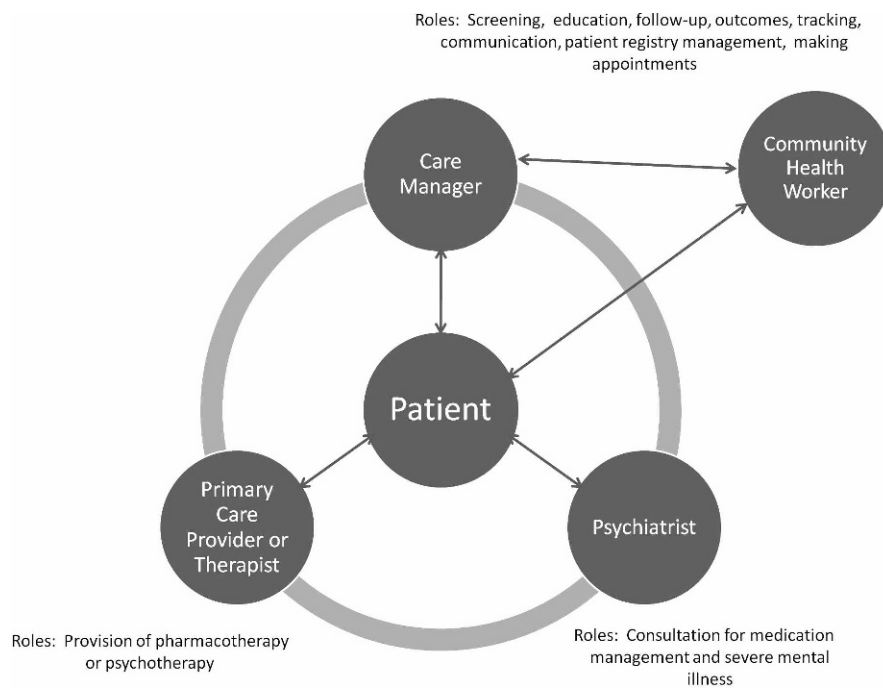 Roles:  Screening,  education, follow-up, outcomes, tracking,
communication, patient registry management,  making
appointments
Care
Manager
Community
Health
Worker
Patient
Primary
Care
Provider or
Therapist
Psychiatrist
Roles:  Provision of pharmacotherapy
or psychotherapy
Roles:  Consultation for medication
management and severe mental
illness